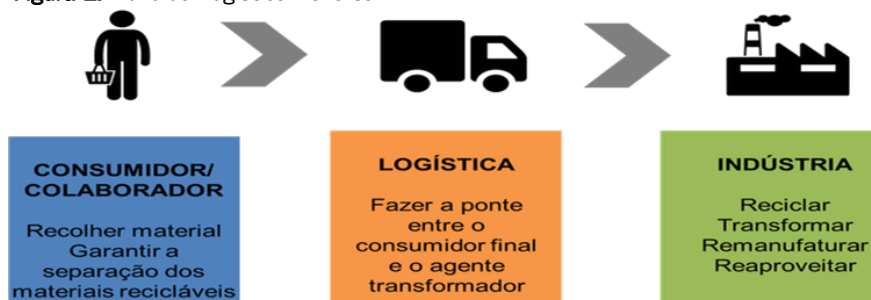 CONSUMIDOR/
COLABORADOR
Recolher material
Garantir a
separação dos
materiais recicláveis
LOGÍSTICA
Fazer a ponte
entre o
consumidor final
e o agente
transformador
INDÚSTRIA
Reciclar
Transformar
Remanufaturar
Reaproveitar